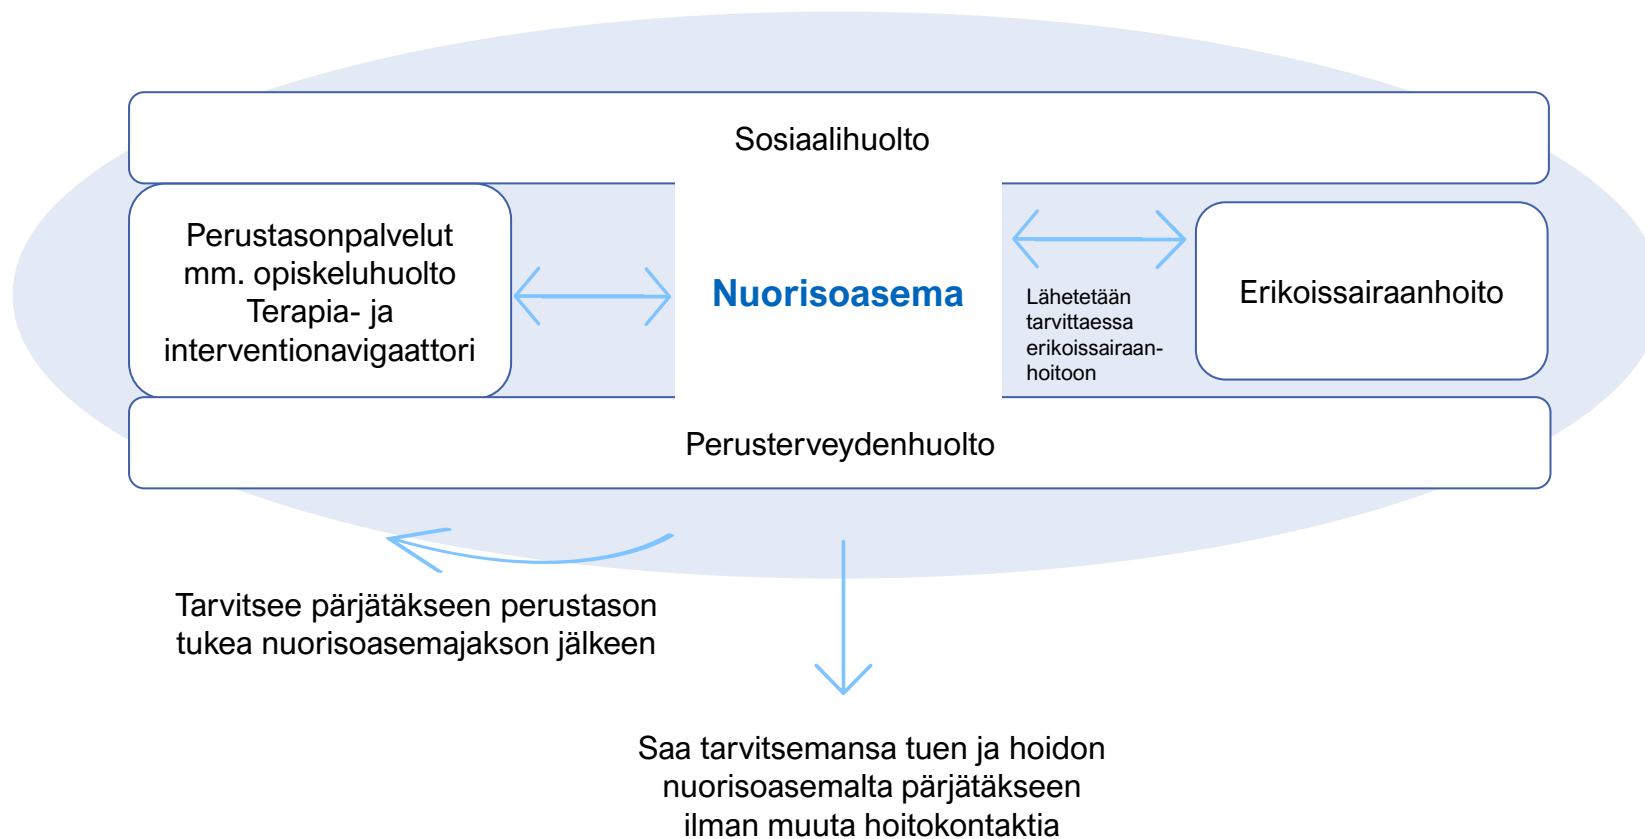 Sosiaalihuolto
Perustasonpalvelut
mm. opiskeluhuolto
Terapia- ja
interventionavigaattori
Nuorisoasema
Lähetetään
tarvittaessa
erikoissairaan-
hoitoon
Erikoissairaanhoito
Perusterveydenhuolto
Tarvitsee pärjätäkseen perustason
tukea nuorisoasemajakson jälkeen
Saa tarvitsemansa tuen ja hoidon
nuorisoasemalta pärjätäkseen
ilman muuta hoitokontaktia